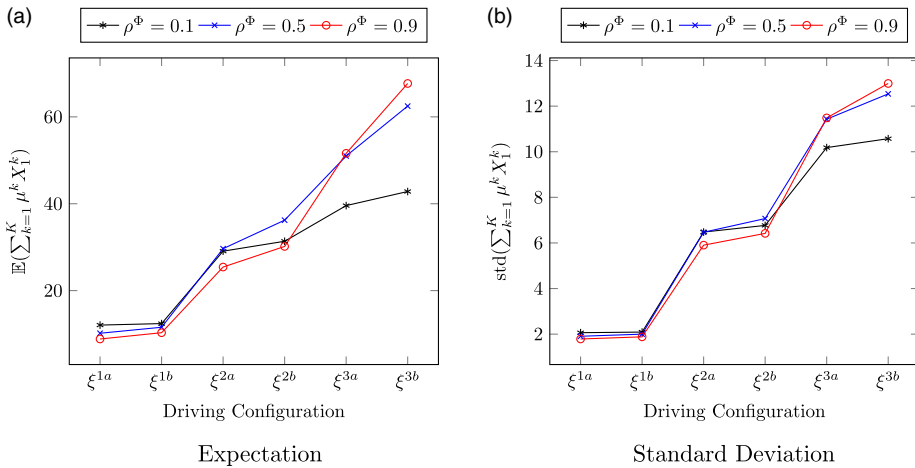 (a)
ρ^Φ = 0.1 ρ^Φ = 0.5 ρ^Φ = 0.9
60
40
20
𝔼(∑_{k=1}^{K} μ^k X_1^k)
ξ^{1a} ξ^{1b} ξ^{2a} ξ^{2b} ξ^{3a} ξ^{3b}
Driving Configuration
Expectation
(b)
ρ^Φ = 0.1 ρ^Φ = 0.5 ρ^Φ = 0.9
14
12
10
8
6
4
2
std(∑_{k=1}^{K} μ^k X_1^k)
ξ^{1a} ξ^{1b} ξ^{2a} ξ^{2b} ξ^{3a} ξ^{3b}
Driving Configuration
Standard Deviation